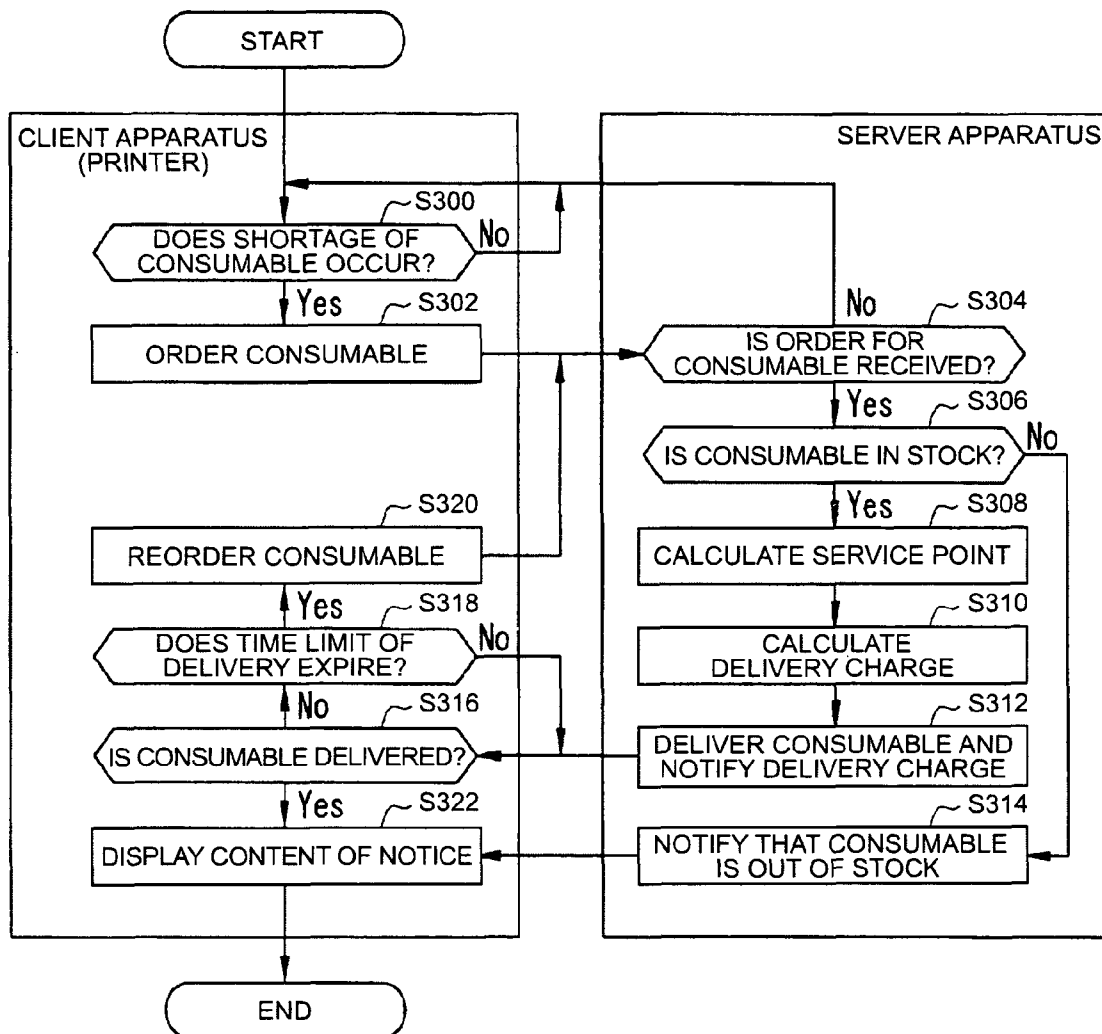 START
CLIENT APPARATUS
(PRINTER)
SERVER APPARATUS
S300
DOES SHORTAGE OF
CONSUMABLE OCCUR?
No
Yes
S302
ORDER CONSUMABLE
No
S304
IS ORDER FOR
CONSUMABLE RECEIVED?
Yes
S306
IS CONSUMABLE IN STOCK?
No
Yes
S308
CALCULATE SERVICE POINT
S310
CALCULATE
DELIVERY CHARGE
S312
DELIVER CONSUMABLE AND
NOTIFY DELIVERY CHARGE
S314
NOTIFY THAT CONSUMABLE
IS OUT OF STOCK
S320
REORDER CONSUMABLE
Yes
S318
DOES TIME LIMIT OF
DELIVERY EXPIRE?
No
No
S316
IS CONSUMABLE DELIVERED?
Yes
S322
DISPLAY CONTENT OF NOTICE
END